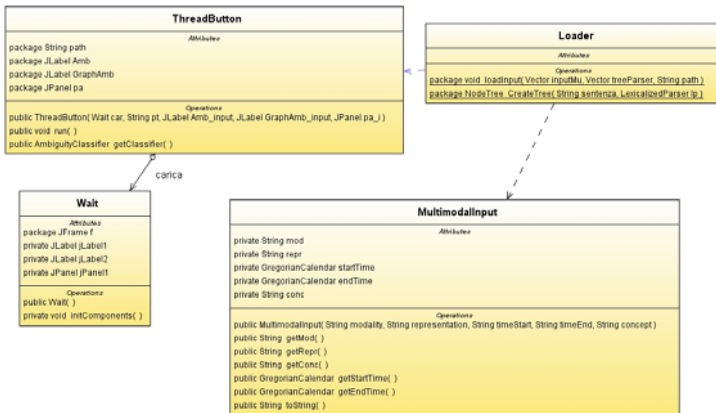 ThreadButton
Attributes
package String path
package JLabel Amb
package JLabel GraphAmb
package JPanel pa
Operations
public ThreadButton( Wait car, String pt, JLabel Amb_input, JLabel GraphAmb_input, JPanel pa_i )
public void run( )
public AmbiguityClassifier getClassifier( )
Loader
Attributes
Operations
package void loadInput( Vector inputMu, Vector treeParser, String path )
package NodeTree CreateTree( String sentenza, LexicalizedParser lp )
carica
Wait
Attributes
package JFrame f
private JLabel jLabel1
private JLabel jLabel2
private JPanel jPanel1
Operations
public Wait( )
private void initComponents( )
MultimodalInput
Attributes
private String mod
private String repr
private GregorianCalendar startTime
private GregorianCalendar endTime
private String conc
Operations
public MultimodalInput( String modality, String representation, String timeStart, String timeEnd, String concept )
public String getMod( )
public String getRepr( )
public String getConc( )
public GregorianCalendar getStartTime( )
public GregorianCalendar getEndTime( )
public String toString( )